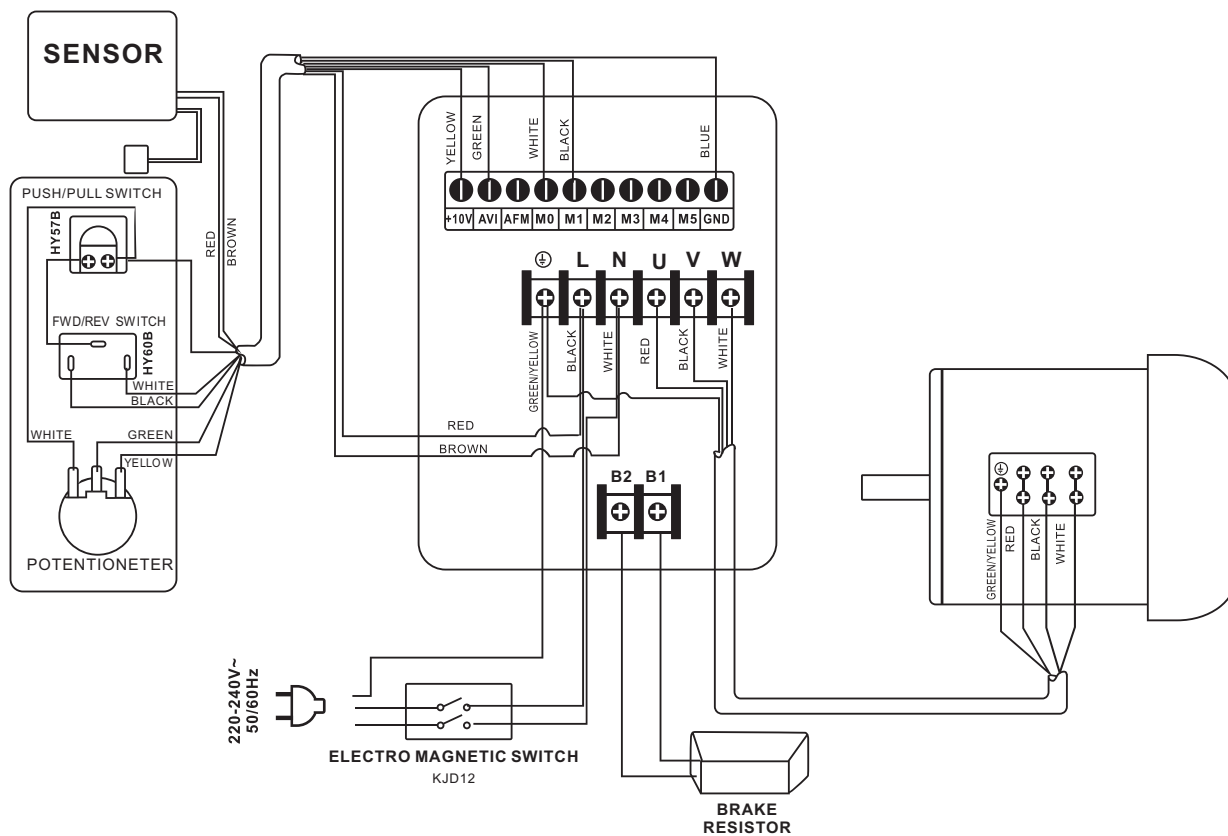 SENSOR
PUSH/PULL SWITCH
HY57B
RED
BROWN
FWD/REV SWITCH
HY60B
WHITE
BLACK
WHITE
GREEN
YELLOW
POTENTIONETER
YELLOW
GREEN
WHITE
BLACK
BLUE
+10V AVI AFM M0 M1 M2 M3 M4 M5 GND
L N U V W
GREEN/YELLOW
BLACK
WHITE
RED
BLACK
WHITE
RED
BROWN
B2 B1
GREEN/YELLOW
RED
BLACK
WHITE
220-240V~
50/60Hz
ELECTRO MAGNETIC SWITCH
KJD12
BRAKE
RESISTOR